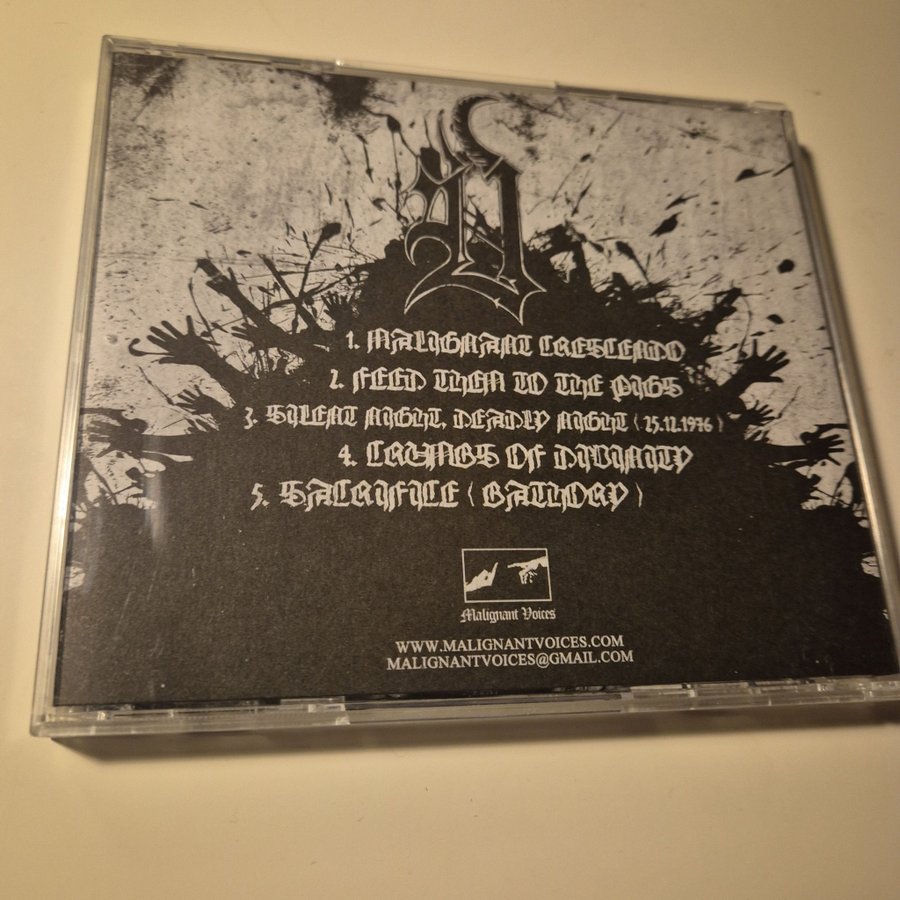 1. MALIGNANT CRESCENDO
2. FEED THEM TO THE PIGS
3. SILENT NIGHT, DEADLY NIGHT (25.12.1976)
4. CRUMBS OF DIVINITY
5. SACRIFICE (BATHORY)
Malignant Voices
WWW.MALIGNANTVOICES.COM
MALIGNANTVOICES@GMAIL.COM